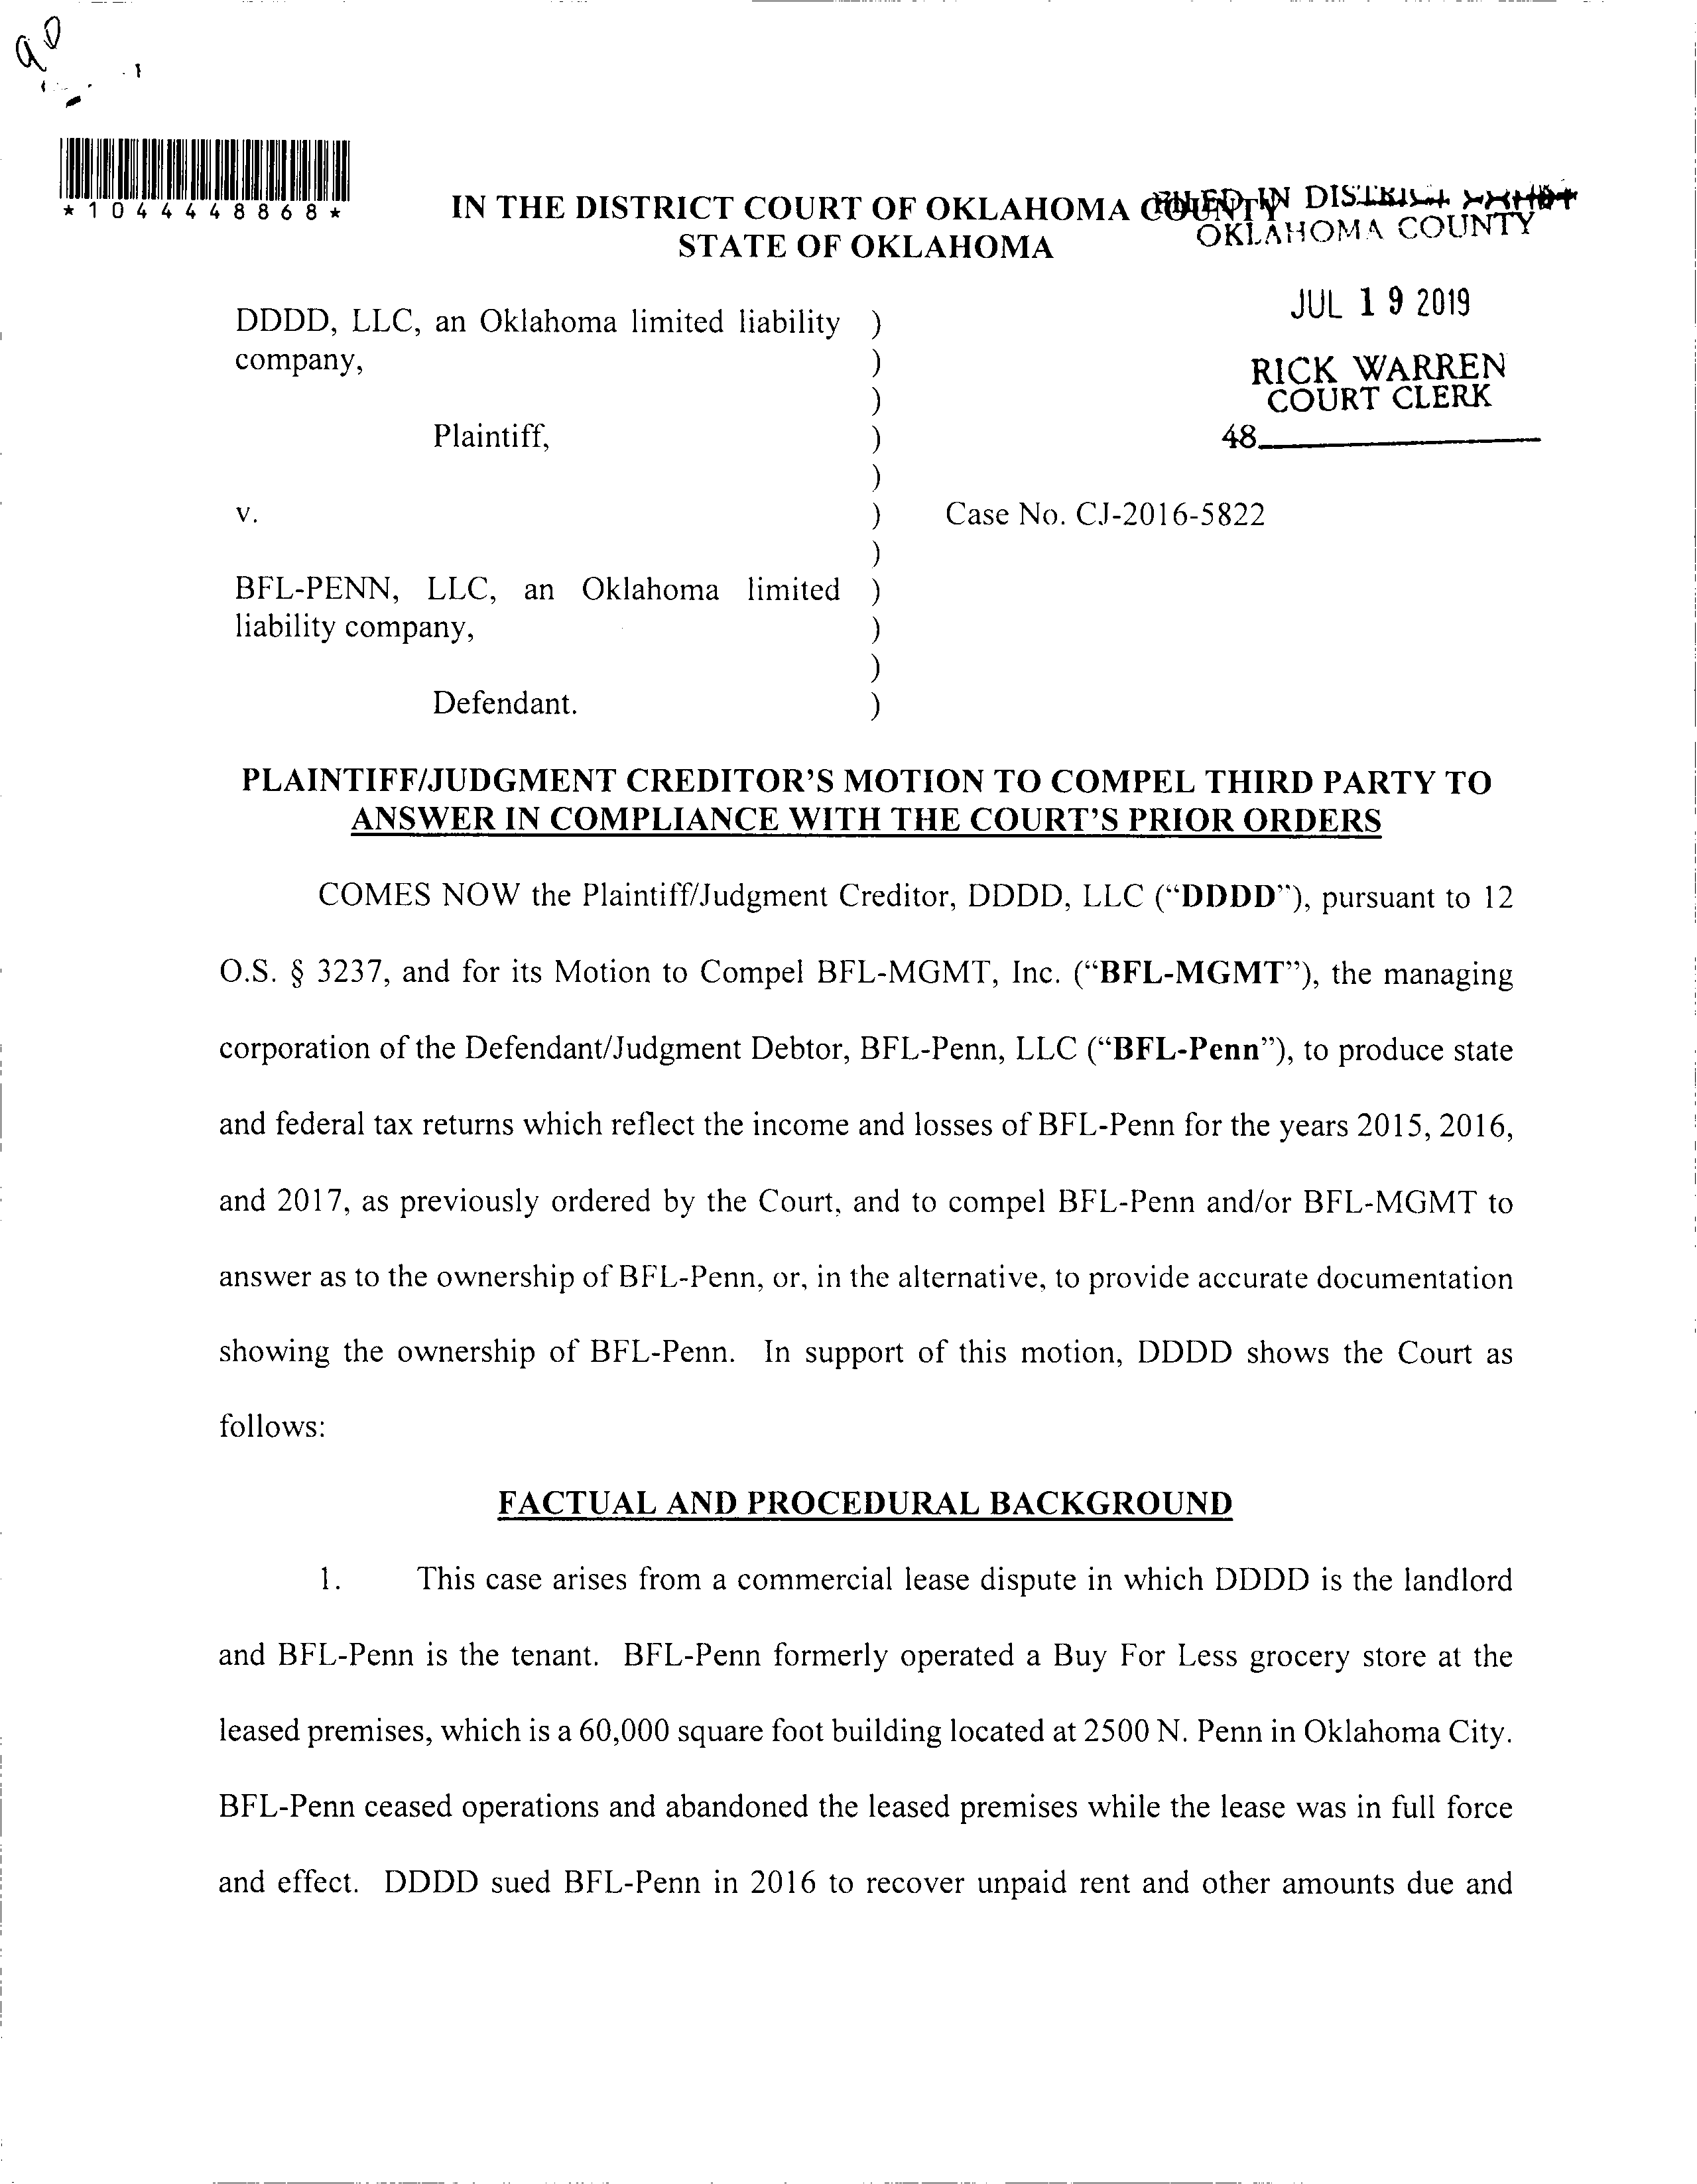 90
*1044448868*
IN THE DISTRICT COURT OF OKLAHOMA COUNTY
STATE OF OKLAHOMA
FILED IN DISTRICT COURT
OKLAHOMA COUNTY
JUL 19 2019
RICK WARREN
COURT CLERK
48
DDDD, LLC, an Oklahoma limited liability )
company, )
)
Plaintiff, )
)
v. ) Case No. CJ-2016-5822
)
BFL-PENN, LLC, an Oklahoma limited )
liability company, )
)
Defendant. )
PLAINTIFF/JUDGMENT CREDITOR'S MOTION TO COMPEL THIRD PARTY TO
ANSWER IN COMPLIANCE WITH THE COURT'S PRIOR ORDERS
COMES NOW the Plaintiff/Judgment Creditor, DDDD, LLC ("DDDD"), pursuant to 12
O.S. § 3237, and for its Motion to Compel BFL-MGMT, Inc. ("BFL-MGMT"), the managing
corporation of the Defendant/Judgment Debtor, BFL-Penn, LLC ("BFL-Penn"), to produce state
and federal tax returns which reflect the income and losses of BFL-Penn for the years 2015, 2016,
and 2017, as previously ordered by the Court, and to compel BFL-Penn and/or BFL-MGMT to
answer as to the ownership of BFL-Penn, or, in the alternative, to provide accurate documentation
showing the ownership of BFL-Penn. In support of this motion, DDDD shows the Court as
follows:
FACTUAL AND PROCEDURAL BACKGROUND
1. This case arises from a commercial lease dispute in which DDDD is the landlord
and BFL-Penn is the tenant. BFL-Penn formerly operated a Buy For Less grocery store at the
leased premises, which is a 60,000 square foot building located at 2500 N. Penn in Oklahoma City.
BFL-Penn ceased operations and abandoned the leased premises while the lease was in full force
and effect. DDDD sued BFL-Penn in 2016 to recover unpaid rent and other amounts due and